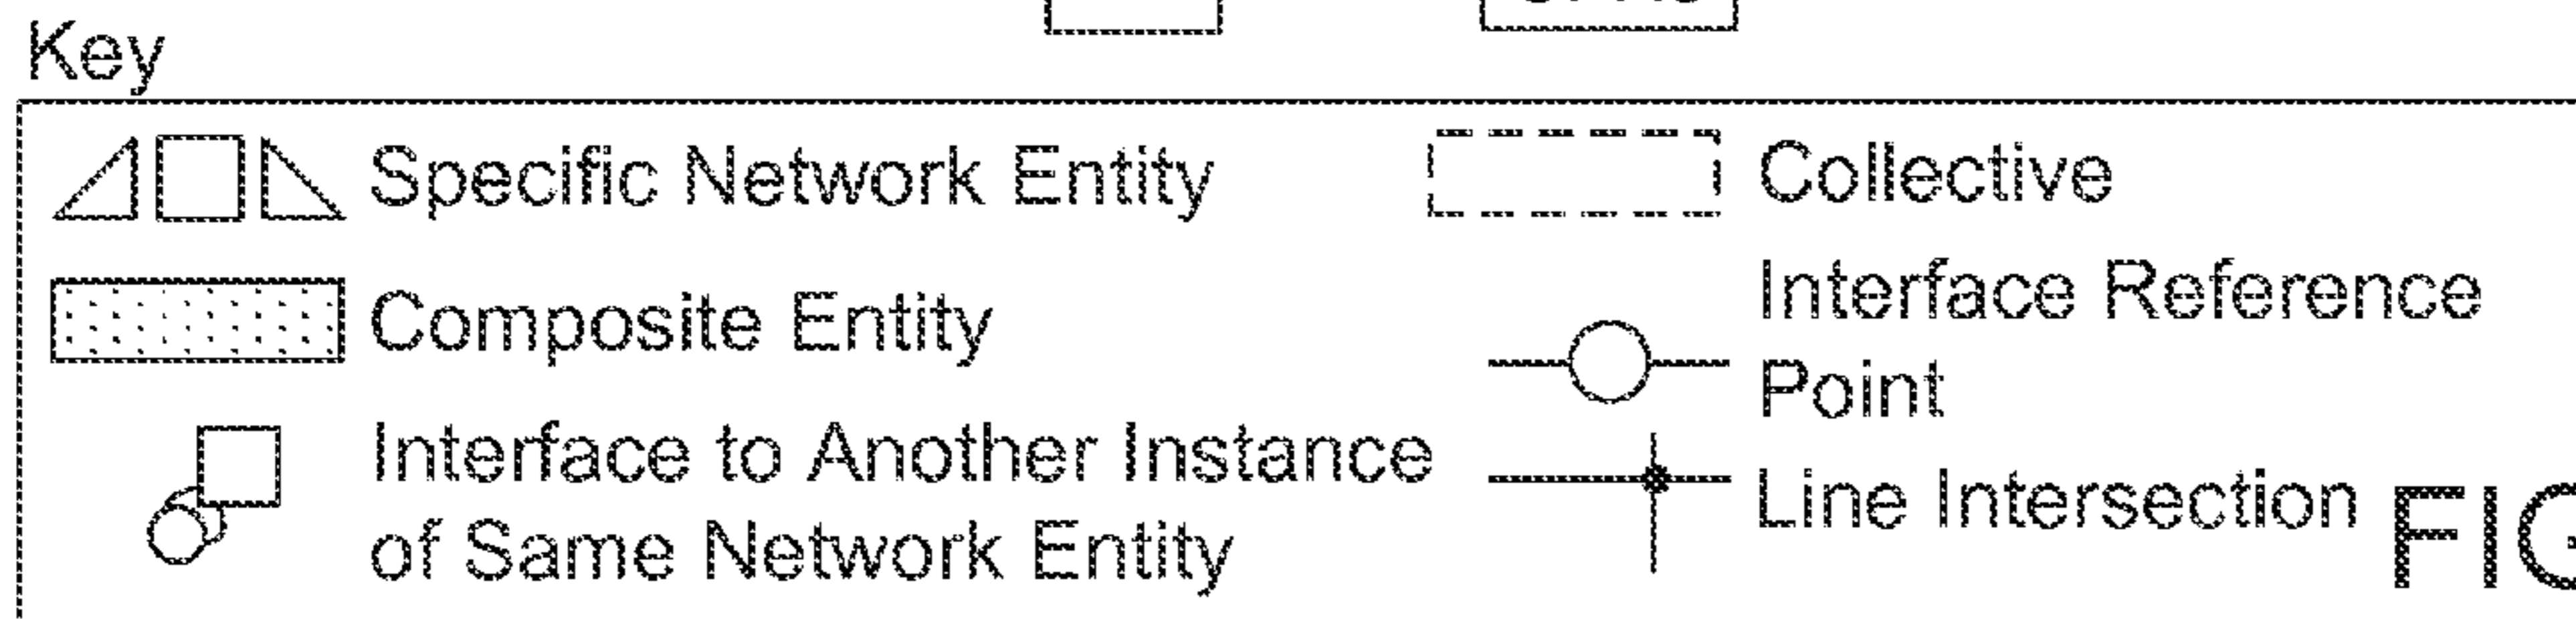 Key
Specific Network Entity
Composite Entity
Interface to Another Instance
of Same Network Entity
Collective
Interface Reference
Point
Line Intersection
FIG